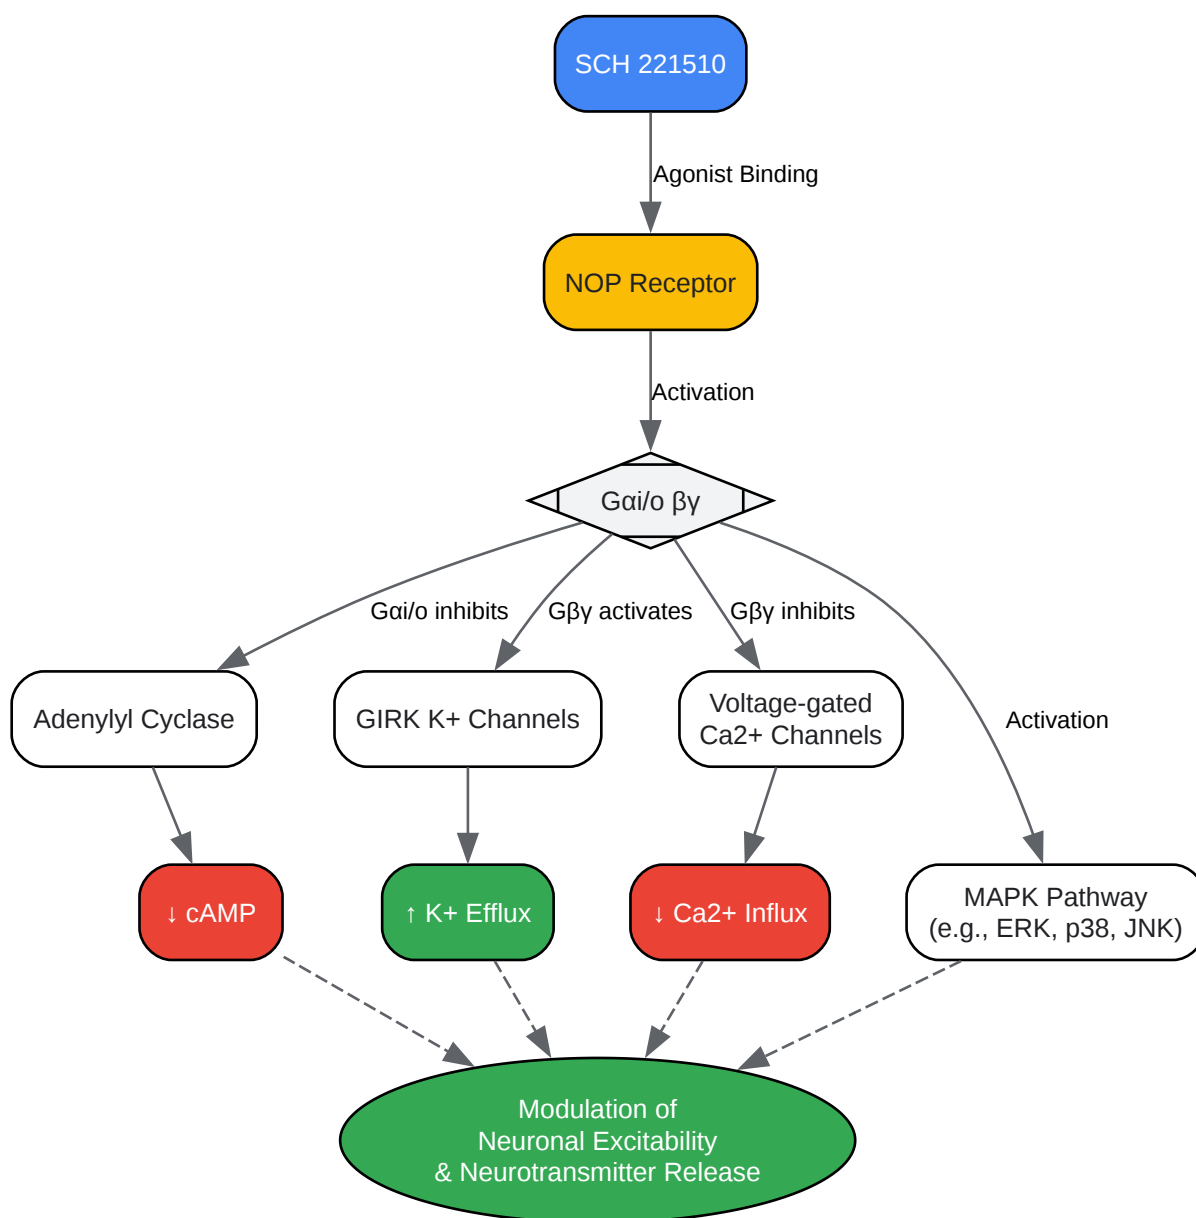 SCH 221510
Agonist Binding
NOP Receptor
Activation
Gαi/o βγ
Gαi/o inhibits
Gβγ activates
Gβγ inhibits
Adenylyl Cyclase
GIRK K+ Channels
Voltage-gated
Ca2+ Channels
Activation
↓ cAMP
↑ K+ Efflux
↓ Ca2+ Influx
MAPK Pathway
(e.g., ERK, p38, JNK)
Modulation of
Neuronal Excitability
& Neurotransmitter Release